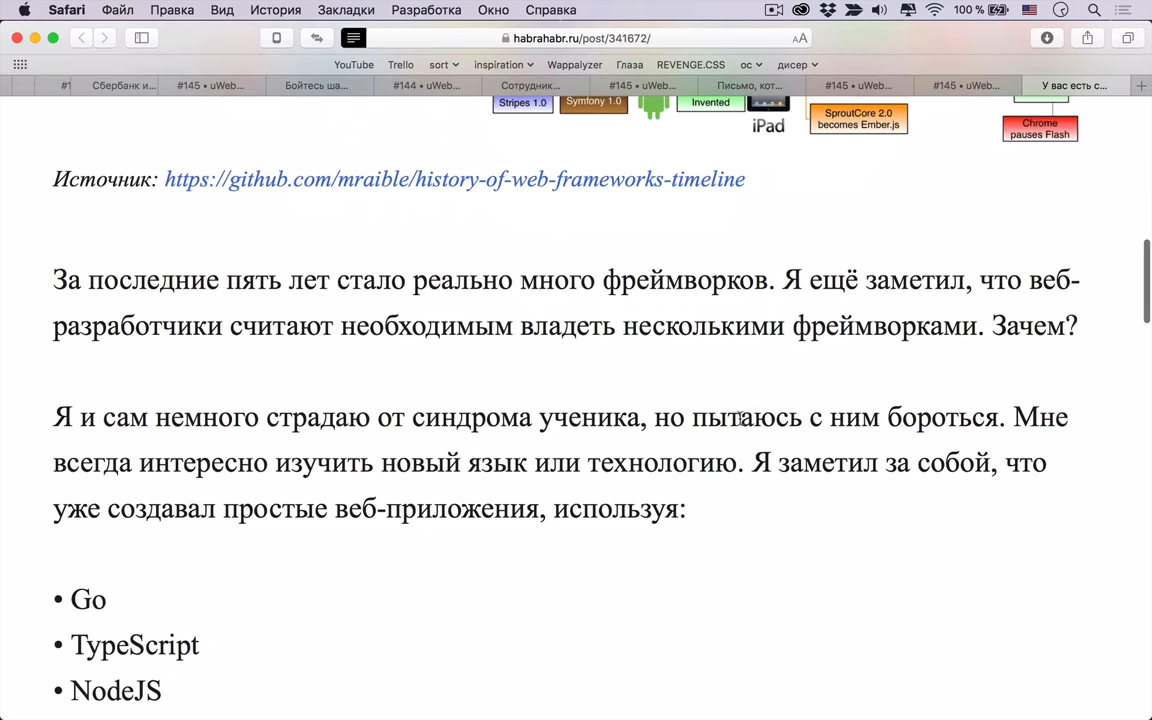 Safari Файл Правка Вид История Закладки Разработка Окно Справка 100 %
habrahabr.ru/post/341672/ AA
YouTube Trello sort inspiration Wappalyzer Глаза REVENGE.CSS ос дисер
#1 Сбербанк и... #145 • uWeb... Бойтесь ша... #144 • uWeb... Сотрудник... #145 • uWeb... Письмо, кот... #145 • uWeb... #145 • uWeb... У вас есть с...
Stripes 1.0 Symfony 1.0 Invented iPad
SproutCore 2.0
becomes Ember.js
Chrome
pauses Flash
Источник: https://github.com/mraible/history-of-web-frameworks-timeline
За последние пять лет стало реально много фреймворков. Я ещё заметил, что веб-
разработчики считают необходимым владеть несколькими фреймворками. Зачем?
Я и сам немного страдаю от синдрома ученика, но пытаюсь с ним бороться. Мне
всегда интересно изучить новый язык или технологию. Я заметил за собой, что
уже создавал простые веб-приложения, используя:
• Go
• TypeScript
• NodeJS